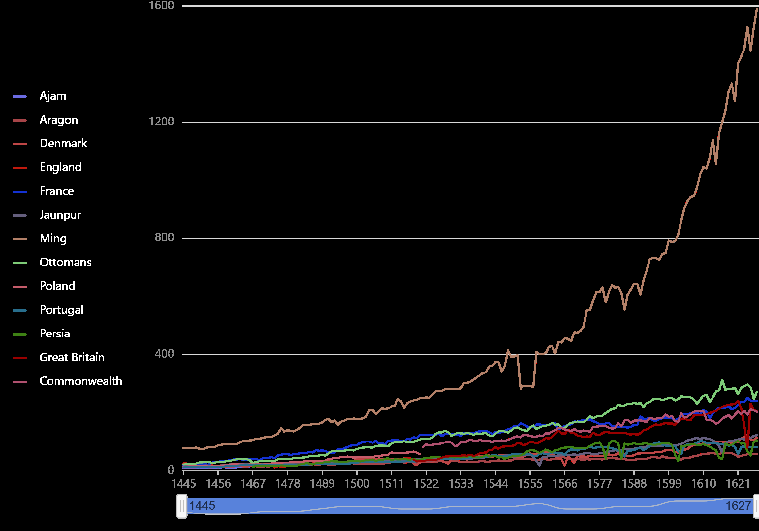 1600
1200
800
400
0
Ajam
Aragon
Denmark
England
France
Jaunpur
Ming
Ottomans
Poland
Portugal
Persia
Great Britain
Commonwealth
1445 1456 1467 1478 1489 1500 1511 1522 1533 1544 1555 1566 1577 1588 1599 1610 1621
1445 1627